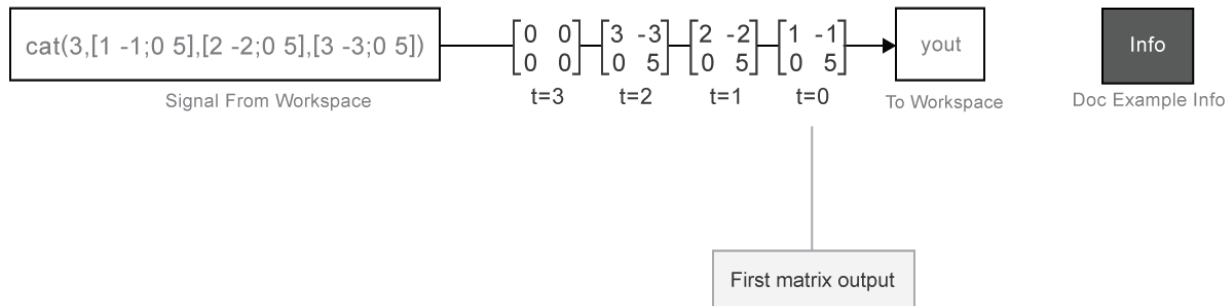 cat(3,[1 -1;0 5],[2 -2;0 5],[3 -3;0 5])
0 0
0 0
t=3
3 -3
0 5
t=2
2 -2
0 5
t=1
1 -1
0 5
t=0
yout
Info
Signal From Workspace
To Workspace
Doc Example Info
First matrix output